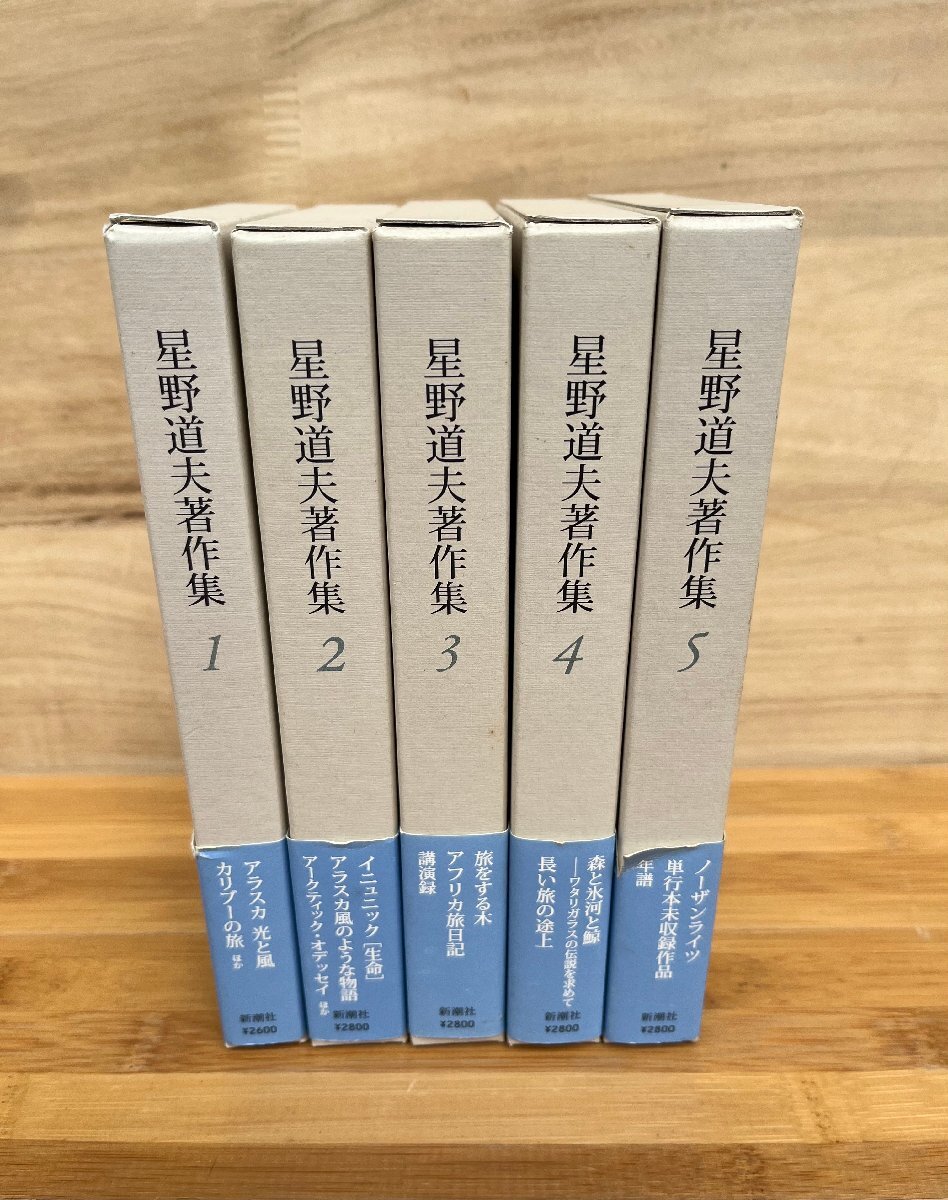 星野道夫著作集
1
アラスカ 光と風
カリブーの旅 ほか
新潮社
¥2600
星野道夫著作集
2
イニュニック［生命］
アラスカ風のような物語
アークティック・オデッセイ ほか
新潮社
¥2800
星野道夫著作集
3
旅をする木
アフリカ旅日記
講演録
新潮社
¥2800
星野道夫著作集
4
森と氷河と鯨
──ワタリガラスの伝説を求めて
長い旅の途上
新潮社
¥2800
星野道夫著作集
5
ノーザンライツ
単行本未収録作品
年譜
新潮社
¥2800